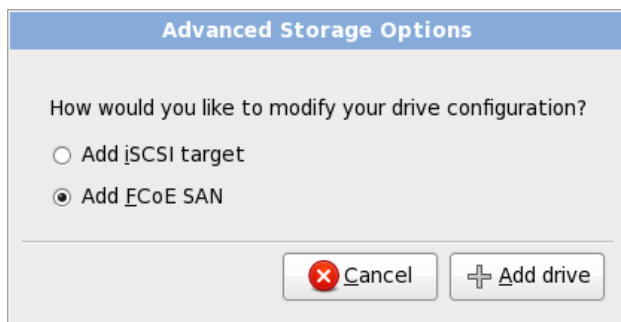 Advanced Storage Options
How would you like to modify your drive configuration?
Add iSCSI target
Add FCoE SAN
Cancel
Add drive